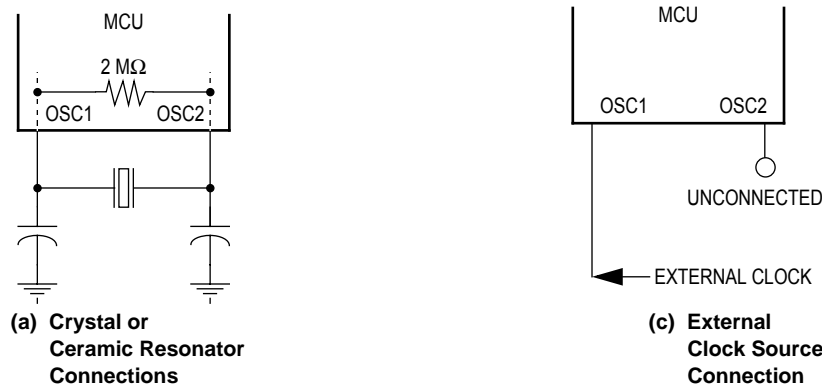 MCU
2 MΩ
OSC1 OSC2
(a) Crystal or
Ceramic Resonator
Connections
MCU
OSC1 OSC2
UNCONNECTED
EXTERNAL CLOCK
(c) External
Clock Source
Connection